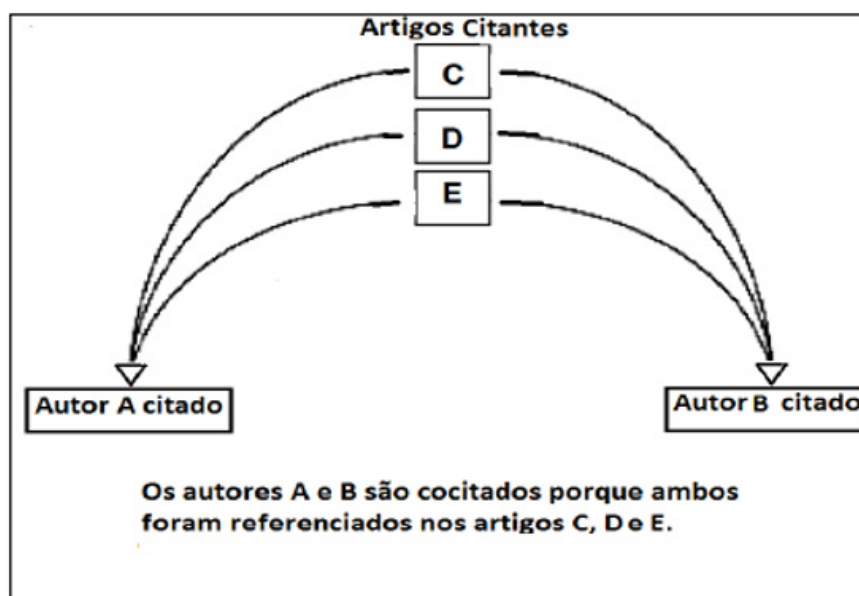 Artigos Citantes
C
D
E
Autor A citado
Autor B citado
Os autores A e B são cocitados porque ambos
foram referenciados nos artigos C, D e E.